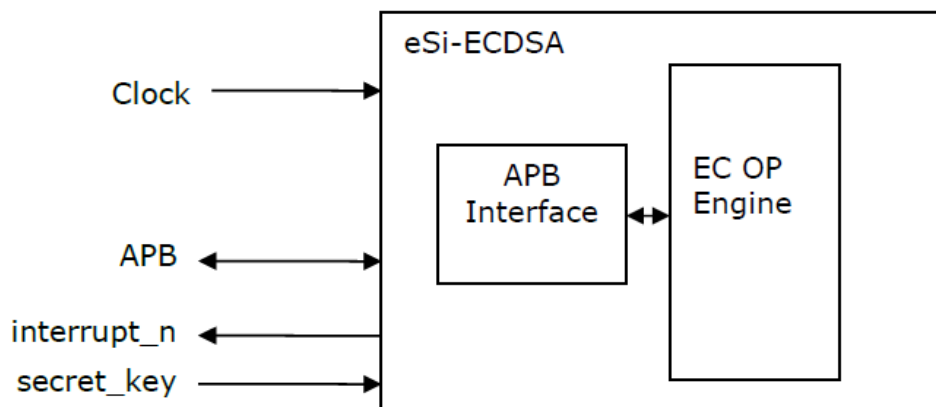 eSi-ECDSA
Clock
APB
Interface
EC OP
Engine
APB
interrupt_n
secret_key